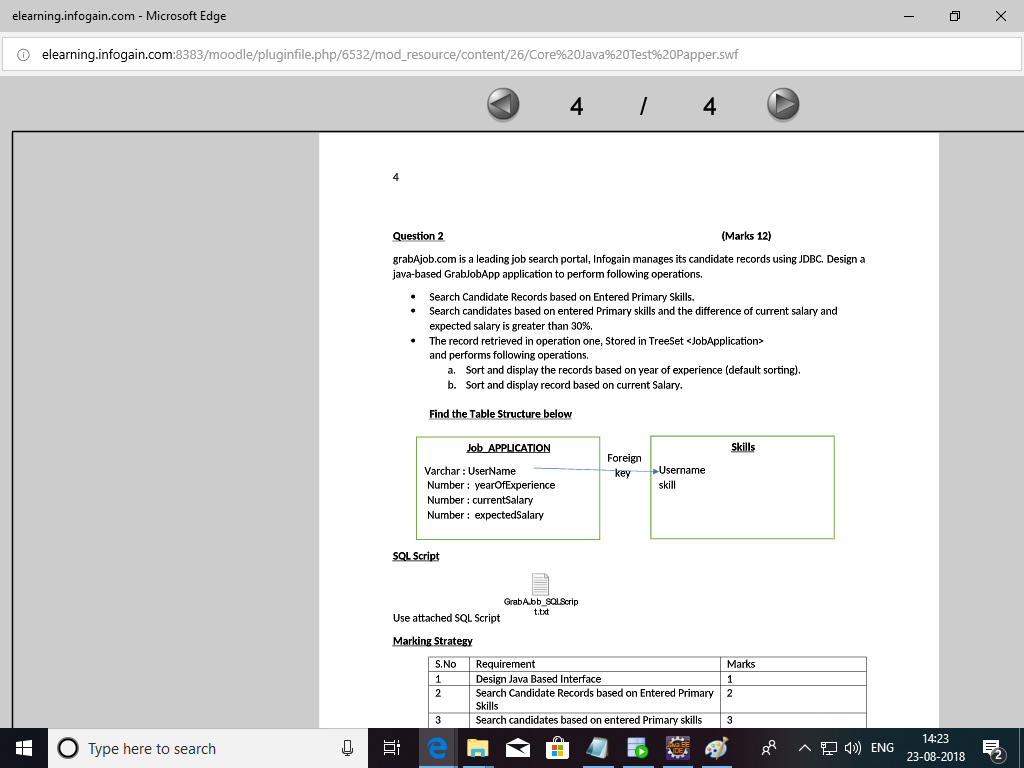 elearning.infogain.com - Microsoft Edge
elearning.infogain.com:8383/moodle/pluginfile.php/6532/mod_resource/content/26/Core%20Java%20Test%20Papper.swf
4 / 4
4
Question 2 (Marks 12)
grabAjob.com is a leading job search portal, Infogain manages its candidate records using JDBC. Design a
java-based GrabJobApp application to perform following operations.
• Search Candidate Records based on Entered Primary Skills.
• Search candidates based on entered Primary skills and the difference of current salary and
expected salary is greater than 30%.
• The record retrieved in operation one, Stored in TreeSet <JobApplication>
and performs following operations.
a. Sort and display the records based on year of experience (default sorting).
b. Sort and display record based on current Salary.
Find the Table Structure below
Job_APPLICATION
Varchar : UserName
Number : yearOfExperience
Number : currentSalary
Number : expectedSalary
Foreign
key
Skills
Username
skill
SQL Script
GrabAJob_SQLScrip
t.txt
Use attached SQL Script
Marking Strategy
S.No Requirement Marks
1 Design Java Based Interface 1
2 Search Candidate Records based on Entered Primary 2
Skills
3 Search candidates based on entered Primary skills 3
Type here to search
ENG
14:23
23-08-2018
2